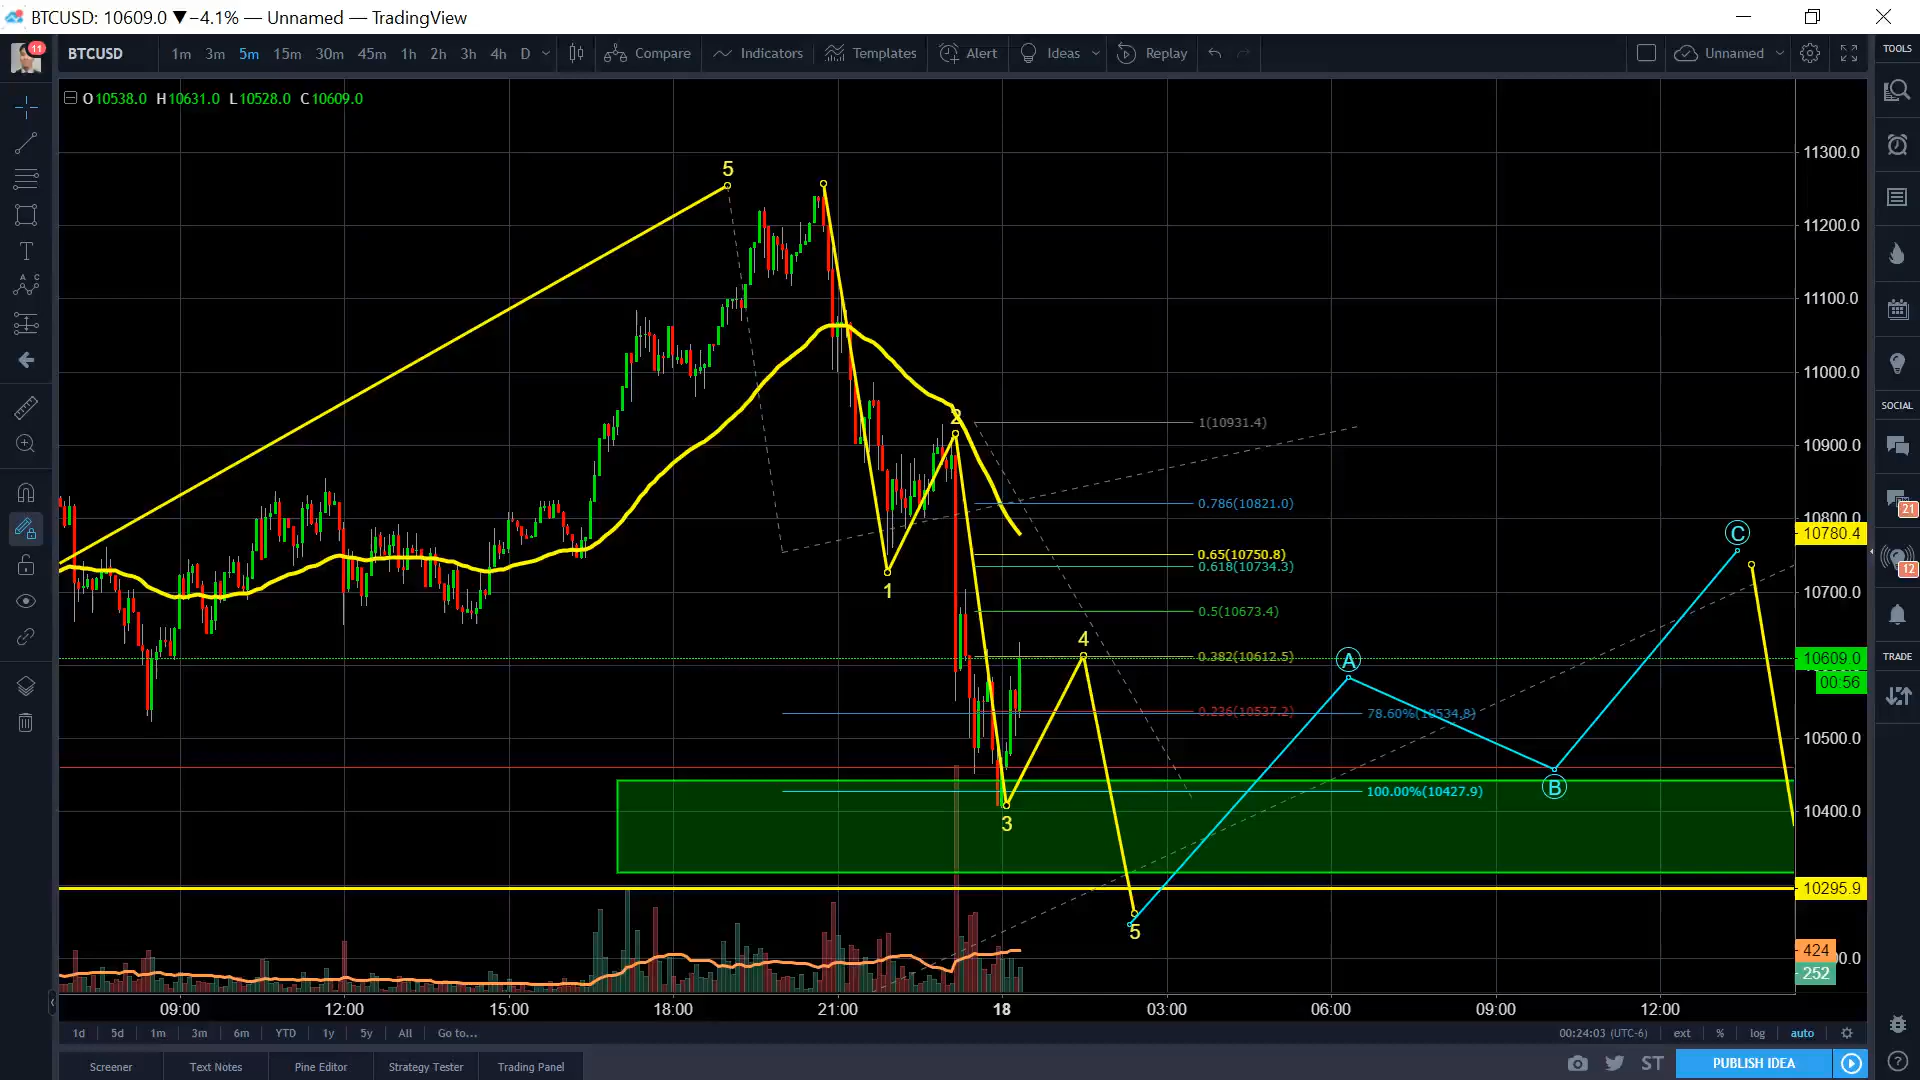 BTCUSD: 10609.0 ▼−4.1% — Unnamed — TradingView
11
BTCUSD 1m 3m 5m 15m 30m 45m 1h 2h 3h 4h D Compare Indicators Templates Alert Ideas Replay Unnamed
TOOLS
O10538.0 H10631.0 L10528.0 C10609.0
11300.0
5
11200.0
11100.0
11000.0
SOCIAL
2
1(10931.4)
10900.0
0.786(10821.0)
21
10800.0
10780.4
C
0.65(10750.8)
0.618(10734.3)
12
1
10700.0
0.5(10673.4)
4
0.382(10612.5)
A
10609.0
TRADE
00:56
0.236(10537.2)
78.60%(10534.8)
10500.0
100.00%(10427.9)
B
10400.0
3
10295.9
5
424
00.0
252
09:00 12:00 15:00 18:00 21:00 18 03:00 06:00 09:00 12:00
1d 5d 1m 3m 6m YTD 1y 5y All Go to... 00:24:03 (UTC-6) ext % log auto
Screener Text Notes Pine Editor Strategy Tester Trading Panel ST PUBLISH IDEA